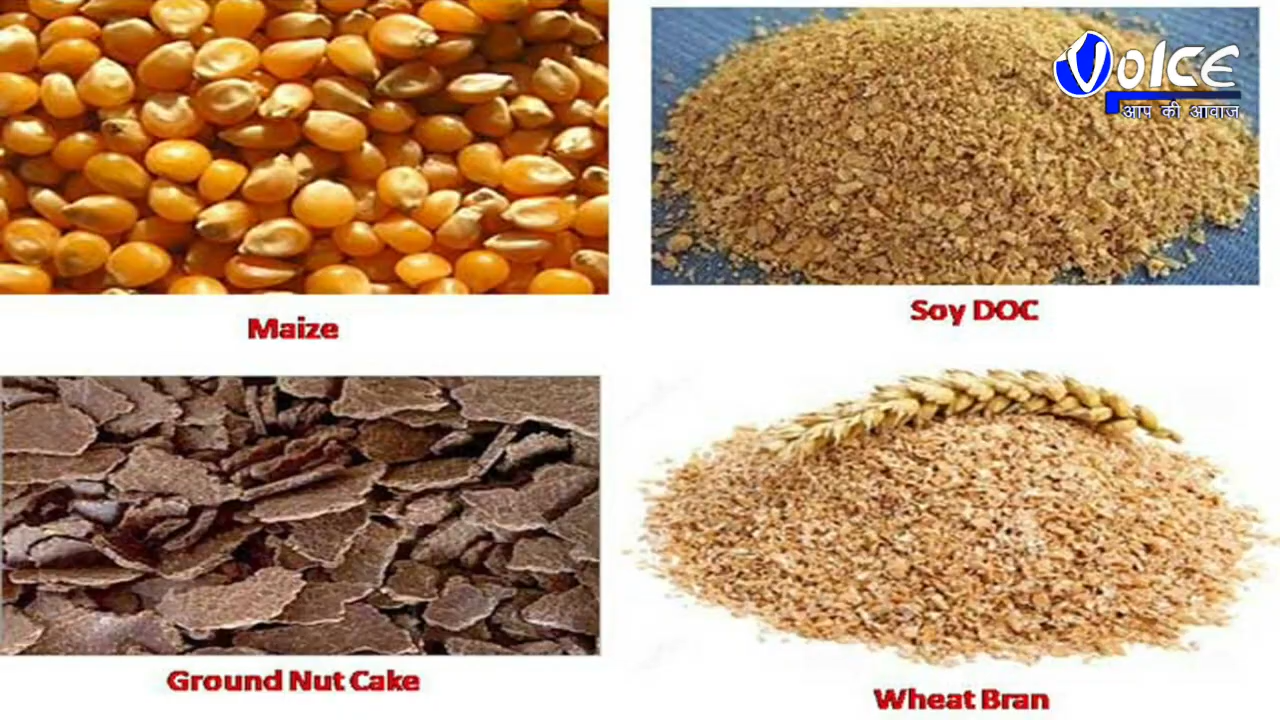 VOICE
आप की आवाज़
Maize
Soy DOC
Ground Nut Cake
Wheat Bran